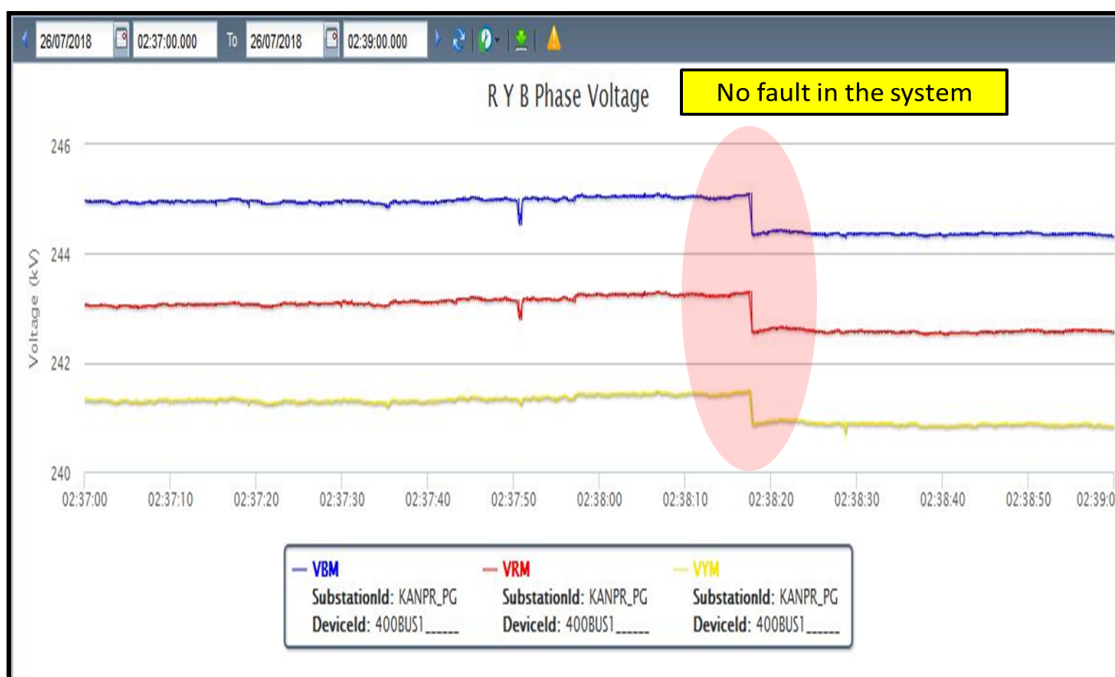 26/07/2018 02:37:00.000 To 26/07/2018 02:39:00.000
R Y B Phase Voltage
No fault in the system
Voltage (kV)
246
244
242
240
02:37:00 02:37:10 02:37:20 02:37:30 02:37:40 02:37:50 02:38:00 02:38:10 02:38:20 02:38:30 02:38:40 02:38:50 02:39:0
VBM VRM VYM
SubstationId: KANPR_PG SubstationId: KANPR_PG SubstationId: KANPR_PG
DeviceId: 400BUS1______ DeviceId: 400BUS1______ DeviceId: 400BUS1______